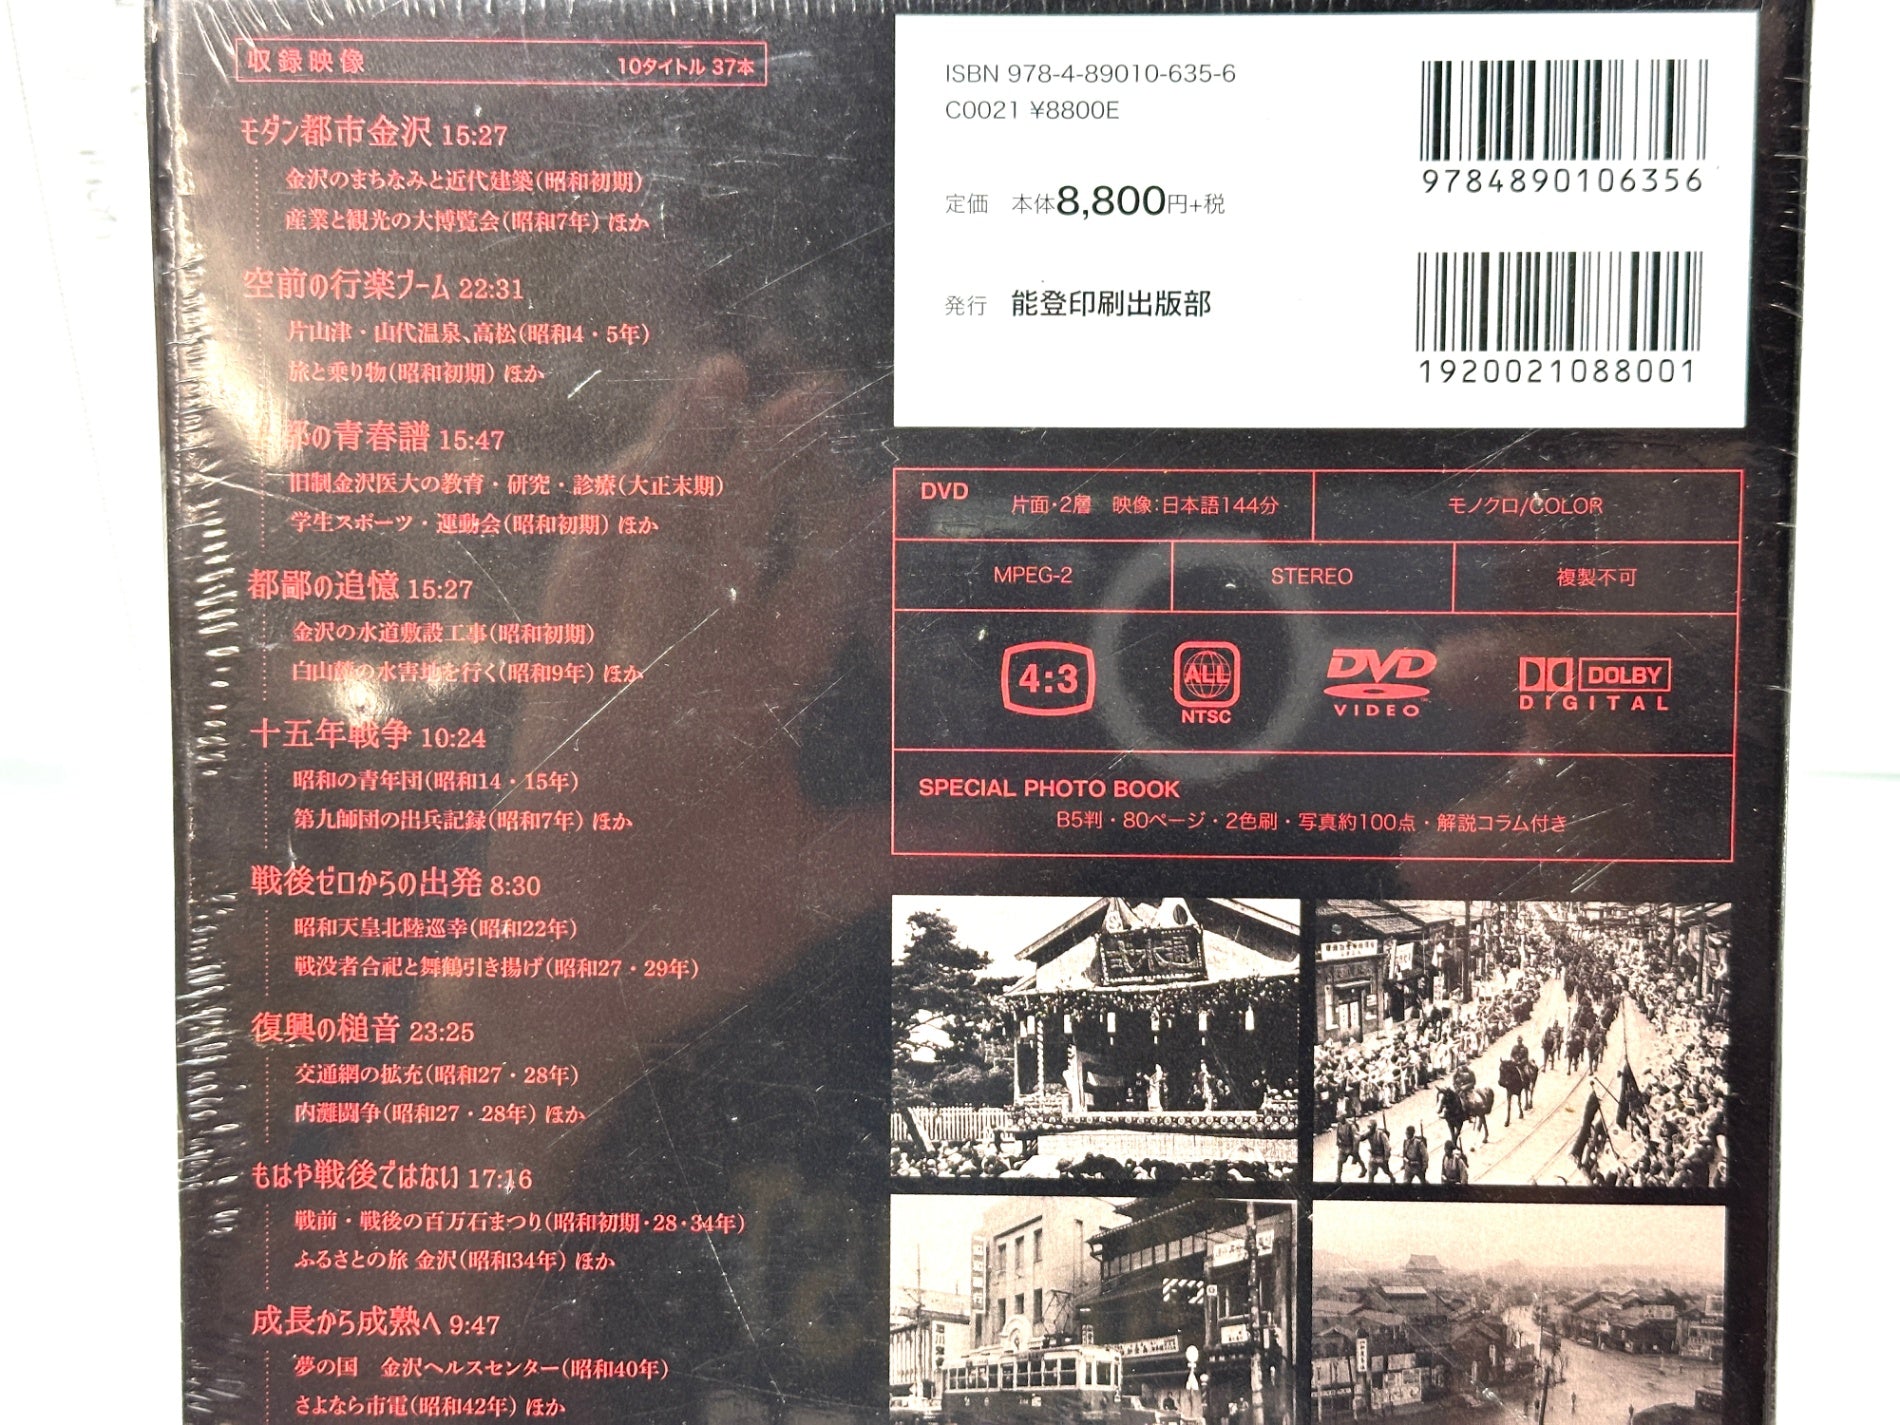 収録映像 10タイトル 37本
モダン都市金沢 15:27
金沢のまちなみと近代建築(昭和初期)
産業と観光の大博覧会(昭和7年) ほか
空前の行楽ブーム 22:31
片山津・山代温泉、高松(昭和4・5年)
旅と乗り物(昭和初期) ほか
都の青春譜 15:47
旧制金沢医大の教育・研究・診療(大正末期)
学生スポーツ・運動会(昭和初期) ほか
都鄙の追憶 15:27
金沢の水道敷設工事(昭和初期)
白山麓の水害地を行く(昭和9年) ほか
十五年戦争 10:24
昭和の青年団(昭和14・15年)
第九師団の出兵記録(昭和7年) ほか
戦後ゼロからの出発 8:30
昭和天皇北陸巡幸(昭和22年)
戦没者合祀と舞鶴引き揚げ(昭和27・29年)
復興の槌音 23:25
交通網の拡充(昭和27・28年)
内灘闘争(昭和27・28年) ほか
もはや戦後ではない 17:16
戦前・戦後の百万石まつり(昭和初期・28・34年)
ふるさとの旅 金沢(昭和34年) ほか
成長から成熟へ 9:47
夢の国 金沢ヘルスセンター(昭和40年)
さよなら市電(昭和42年) ほか
ISBN 978-4-89010-635-6
C0021 ¥8800E
9784890106356
定価 本体8,800円+税
発行 能登印刷出版部
1920021088001
DVD 片面・2層 映像:日本語144分
モノクロ/COLOR
MPEG-2
STEREO
複製不可
4:3
ALL
NTSC
DVD
VIDEO
DOLBY
DIGITAL
SPECIAL PHOTO BOOK
B5判・80ページ・2色刷・写真約100点・解説コラム付き